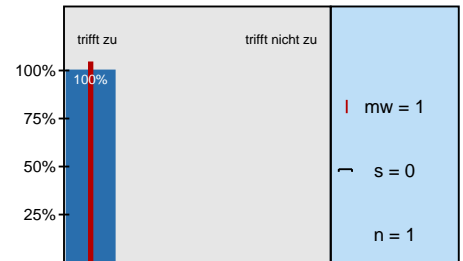 trifft zu trifft nicht zu
100%
100%
75%
mw = 1
50%
s = 0
25%
n = 1